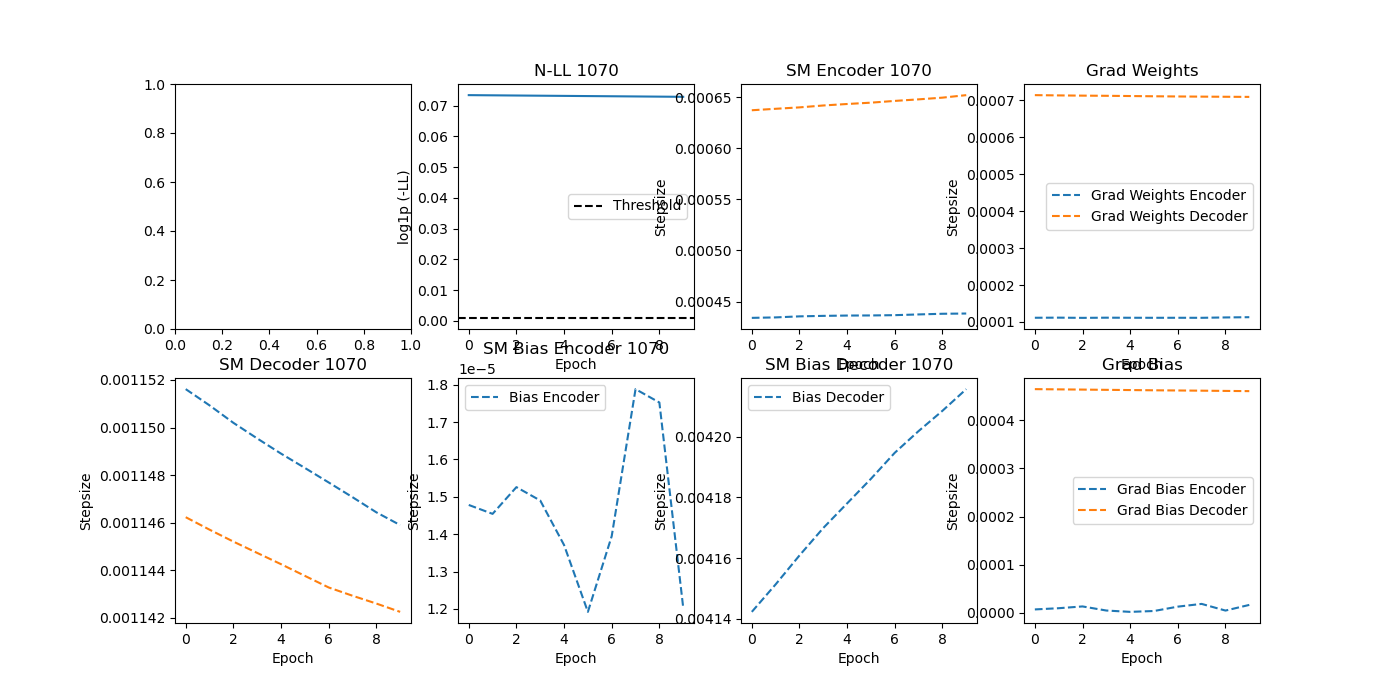 1.0
0.8
0.6
0.4
0.2
0.0
0.0 0.2 0.4 0.6 0.8 1.0
N-LL 1070
log1p (-LL)
0.07
0.06
0.05
0.04
0.03
0.02
0.01
0.00
Threshold
0 2 4 6 8
Epoch
SM Encoder 1070
Stepsize
0.00065
0.00060
0.00055
0.00050
0.00045
0 2 4 6 8
Epoch
Grad Weights
Stepsize
0.0007
0.0006
0.0005
0.0004
0.0003
0.0002
0.0001
Grad Weights Encoder
Grad Weights Decoder
0 2 4 6 8
Epoch
SM Decoder 1070
Stepsize
0.001152
0.001150
0.001148
0.001146
0.001144
0.001142
0 2 4 6 8
Epoch
SM Bias Encoder 1070
1e−5
Stepsize
1.8
1.7
1.6
1.5
1.4
1.3
1.2
Bias Encoder
0 2 4 6 8
Epoch
SM Bias Decoder 1070
Stepsize
0.00420
0.00418
0.00416
0.00414
Bias Decoder
0 2 4 6 8
Epoch
Grad Bias
Stepsize
0.0004
0.0003
0.0002
0.0001
0.0000
Grad Bias Encoder
Grad Bias Decoder
0 2 4 6 8
Epoch